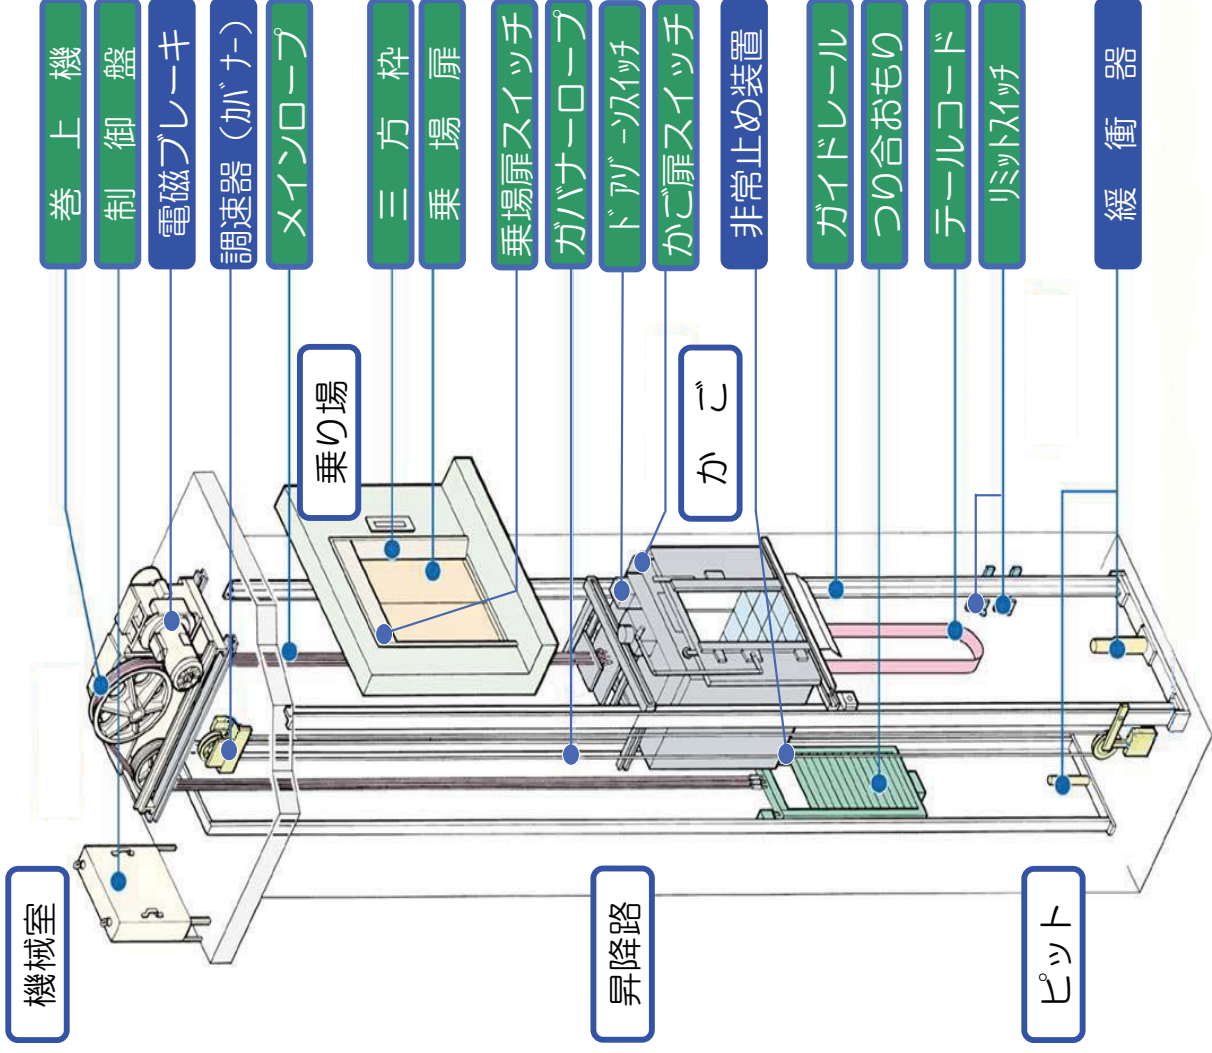 巻上機
制御盤
電磁ブレーキ
調速器（ｶﾞﾊﾞﾅｰ）
メインロープ
三方枠
乗場扉
乗場扉スイッチ
ガバナーロープ
ﾄﾞｱｿﾞｰﾝｽｲｯﾁ
かご扉スイッチ
非常止め装置
ガイドレール
つり合おもり
テールコード
ﾘﾐｯﾄｽｲｯﾁ
緩衝器
乗り場
かご
機械室
昇降路
ピット